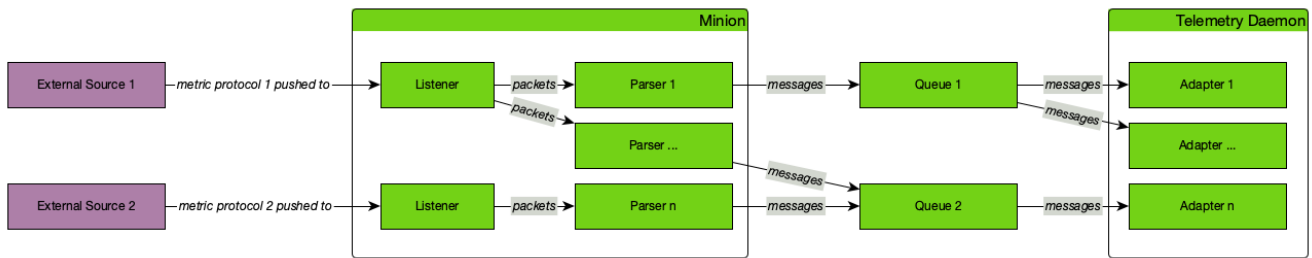 Minion
Telemetry Daemon
External Source 1
metric protocol 1 pushed to
Listener
packets
Parser 1
messages
Queue 1
messages
Adapter 1
packets
messages
Parser ...
Adapter ...
messages
External Source 2
metric protocol 2 pushed to
Listener
packets
Parser n
messages
Queue 2
messages
Adapter n